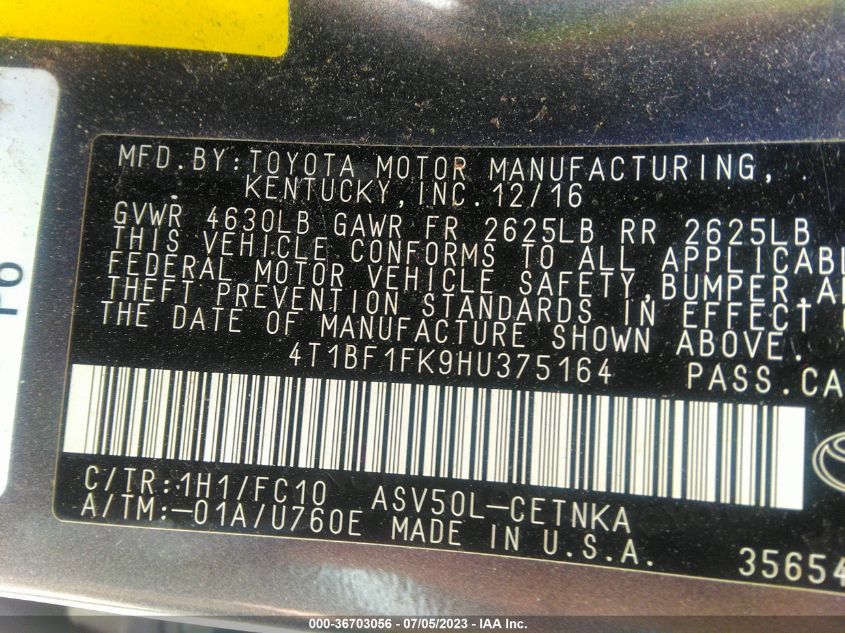 MFD.BY:TOYOTA MOTOR MANUFACTURING,
KENTUCKY,INC.12/16
GVWR 4630LB GAWR FR 2625LB RR 2625LB
THIS VEHICLE CONFORMS TO ALL APPLICABL
FEDERAL MOTOR VEHICLE SAFETY,BUMPER,A
THEFT PREVENTION STANDARDS IN EFFECT
THE DATE OF MANUFACTURE SHOWN ABOVE.
4T1BF1FK9HU375164 PASS.CA
C/TR:1H1/FC10 ASV50L-CETNKA
A/TM:-01A/U760E MADE IN U.S.A. 35654
000-36703056 — 07/05/2023 — IAA Inc.